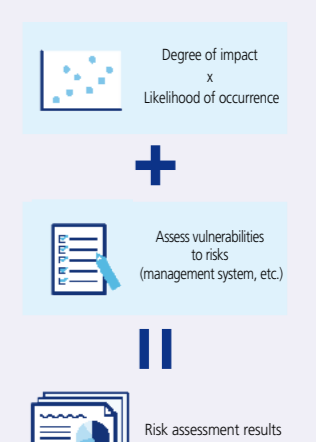 Degree of impact
x
Likelihood of occurrence
+
Assess vulnerabilities
to risks
(management system, etc.)
Risk assessment results